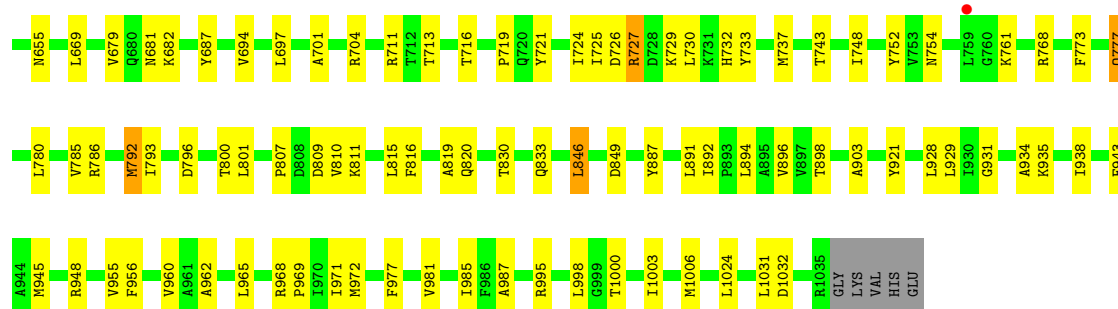 N655 L669 V679 Q680 N681 K682 Y687 V694 L697 A701 R704 R711 T712 T713 T716 P719 Q720 Y721 I724 I725 D726 R727 D728 K729 L730 K731 H732 Y733 M737 T743 I748 Y752 V753 N754 L759 G760 K761 R768 F773
L780 V785 R786 M792 I793 D796 T800 L801 P807 D808 D809 V810 K811 L815 F816 A819 Q820 T830 Q833 L846 D849 Y887 L891 I892 P893 L894 A895 V896 V897 T898 A903 Y921 L928 L929 I930 G931 A934 K935 I938
A944 M945 R948 V955 F956 V960 A961 A962 L965 R968 P969 I970 I971 M972 F977 V981 I985 F986 A987 R995 L998 G999 T1000 I1003 M1006 L1024 L1031 D1032 R1035 GLY LYS VAL HIS GLU